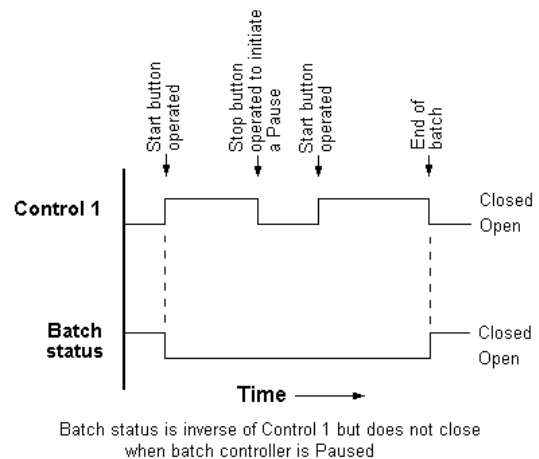 Start button
operated
Stop button
operated to initiate
a Pause
Start button
operated
End of
batch
Control 1
Closed
Open
Batch
status
Closed
Open
Time
Batch status is inverse of Control 1 but does not close
when batch controller is Paused